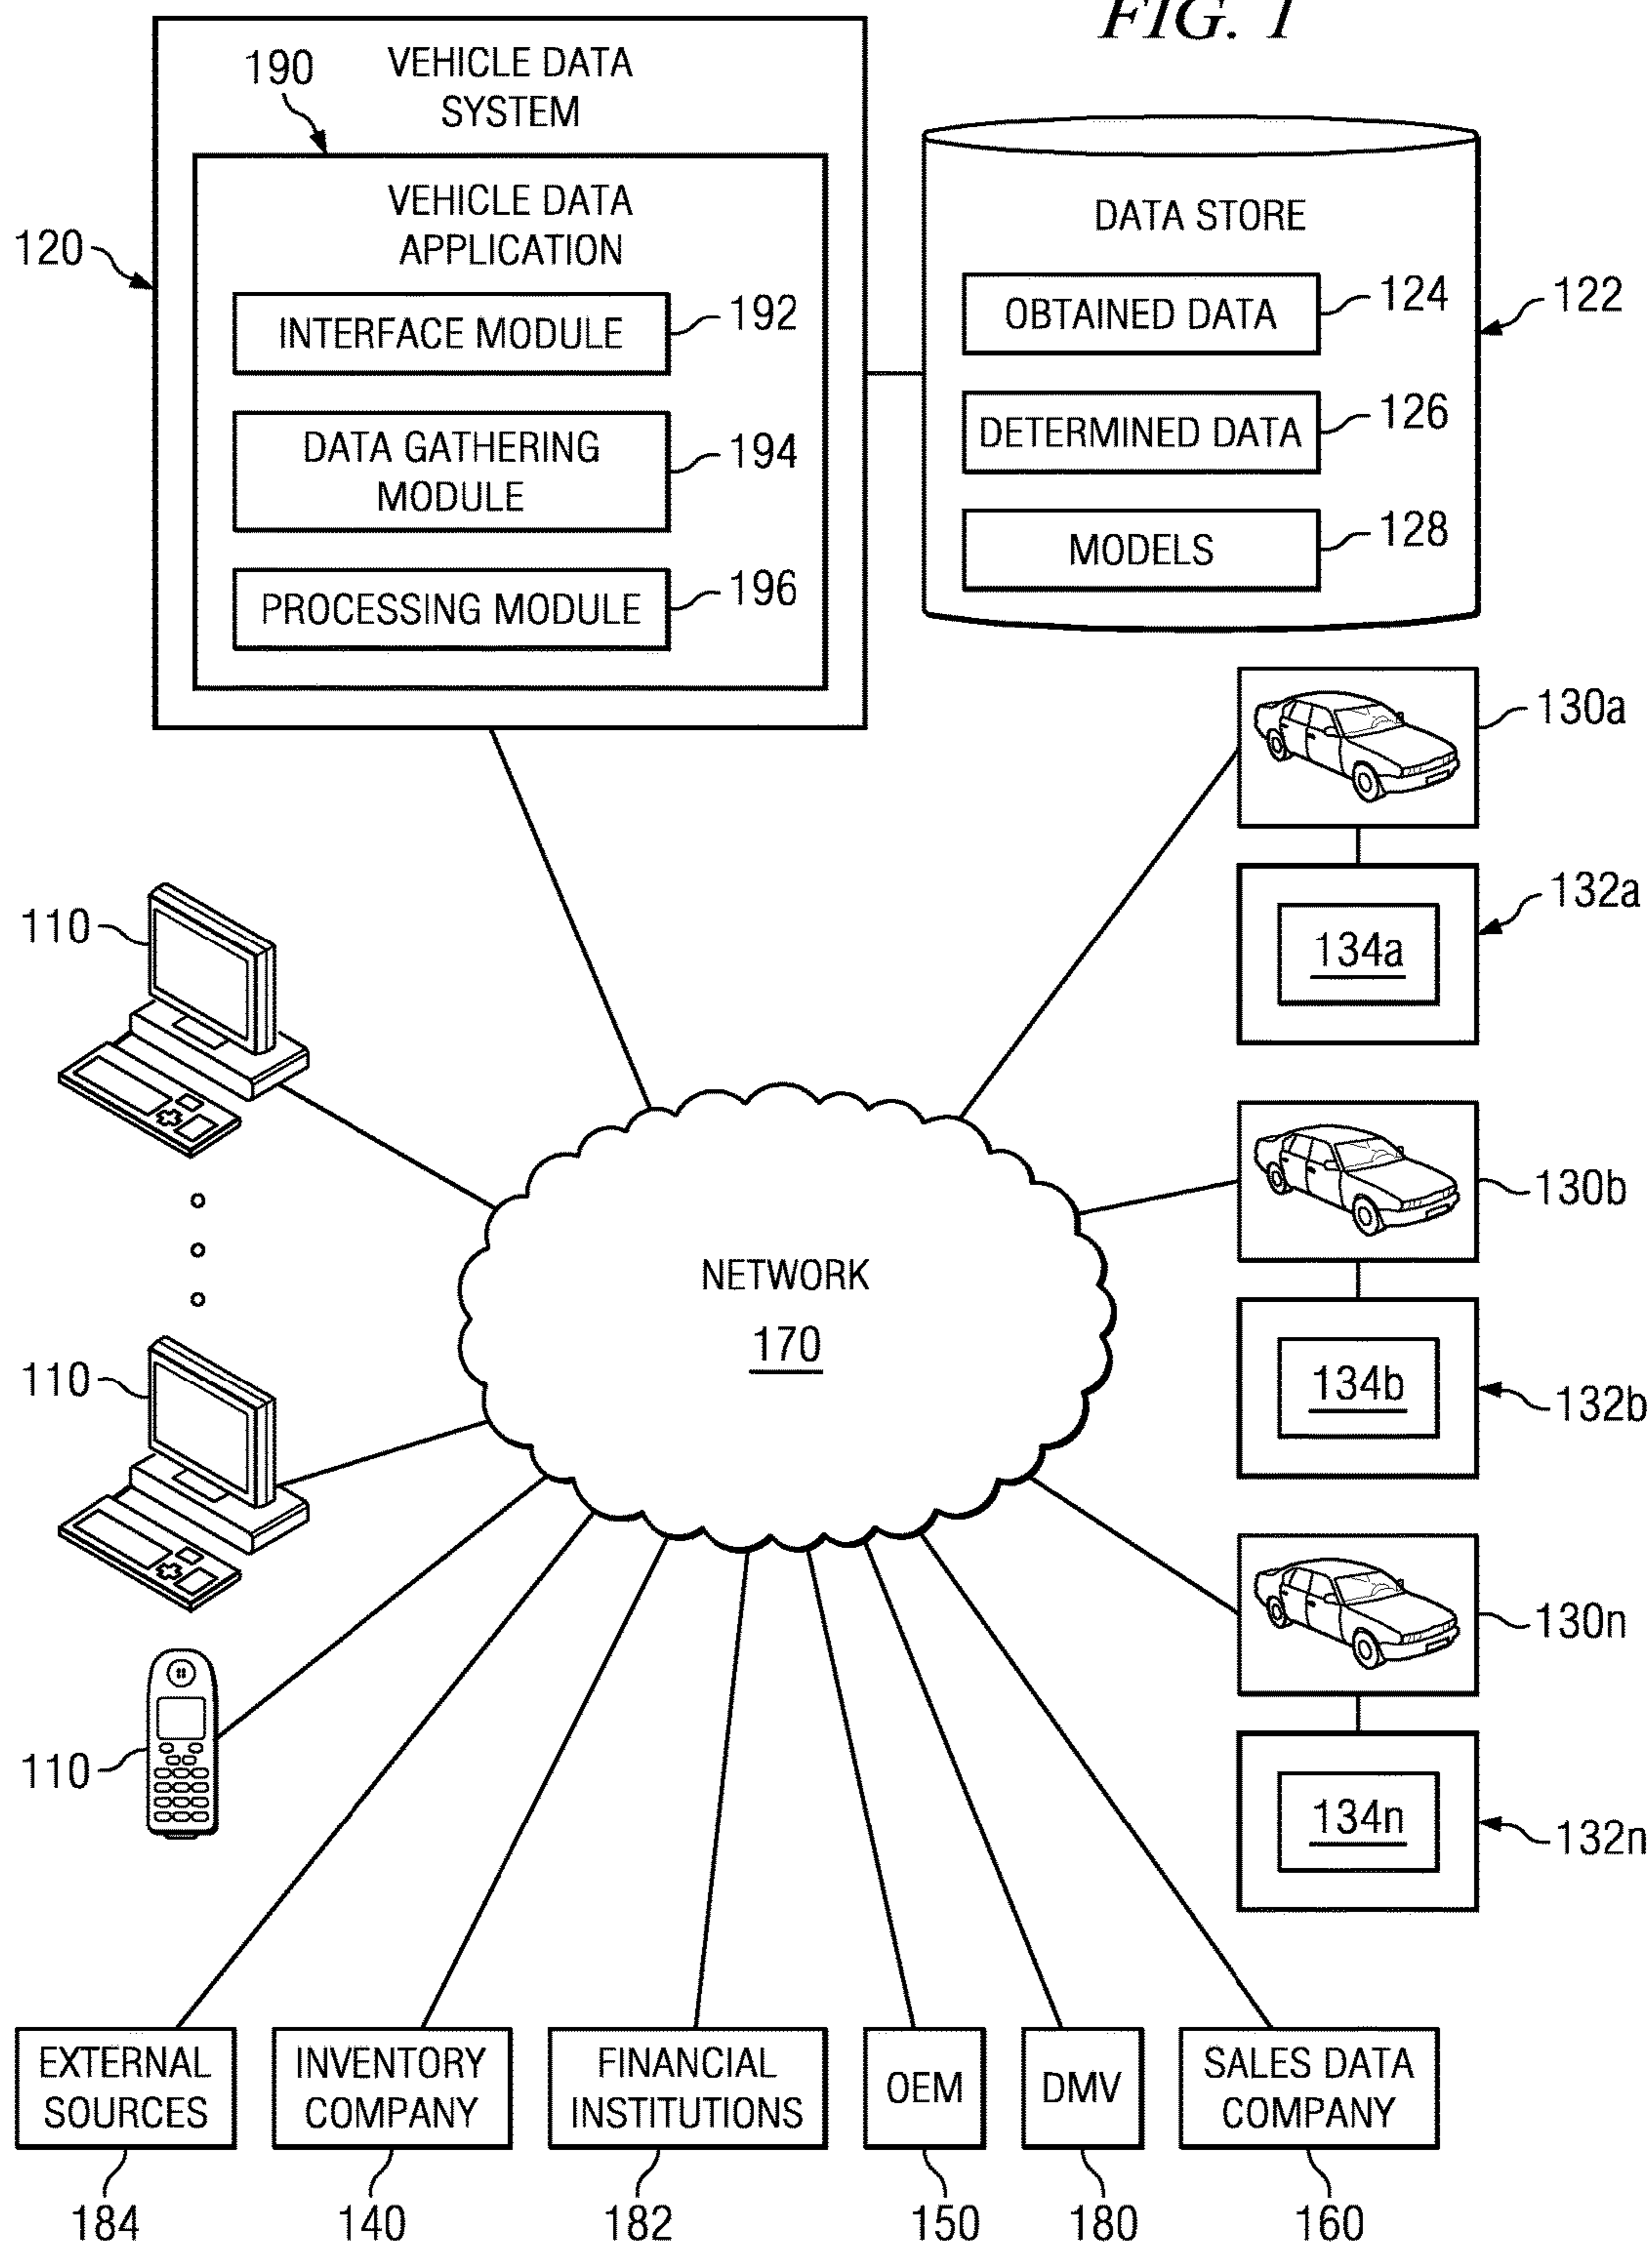 FIG. 1
VEHICLE DATA
SYSTEM
190
VEHICLE DATA
APPLICATION
120
INTERFACE MODULE
192
DATA GATHERING
MODULE
194
PROCESSING MODULE
196
DATA STORE
OBTAINED DATA
124
122
DETERMINED DATA
126
MODELS
128
130a
132a
134a
110
130b
NETWORK
170
134b
132b
110
130n
110
134n
132n
EXTERNAL
SOURCES
INVENTORY
COMPANY
FINANCIAL
INSTITUTIONS
OEM
DMV
SALES DATA
COMPANY
184
140
182
150
180
160